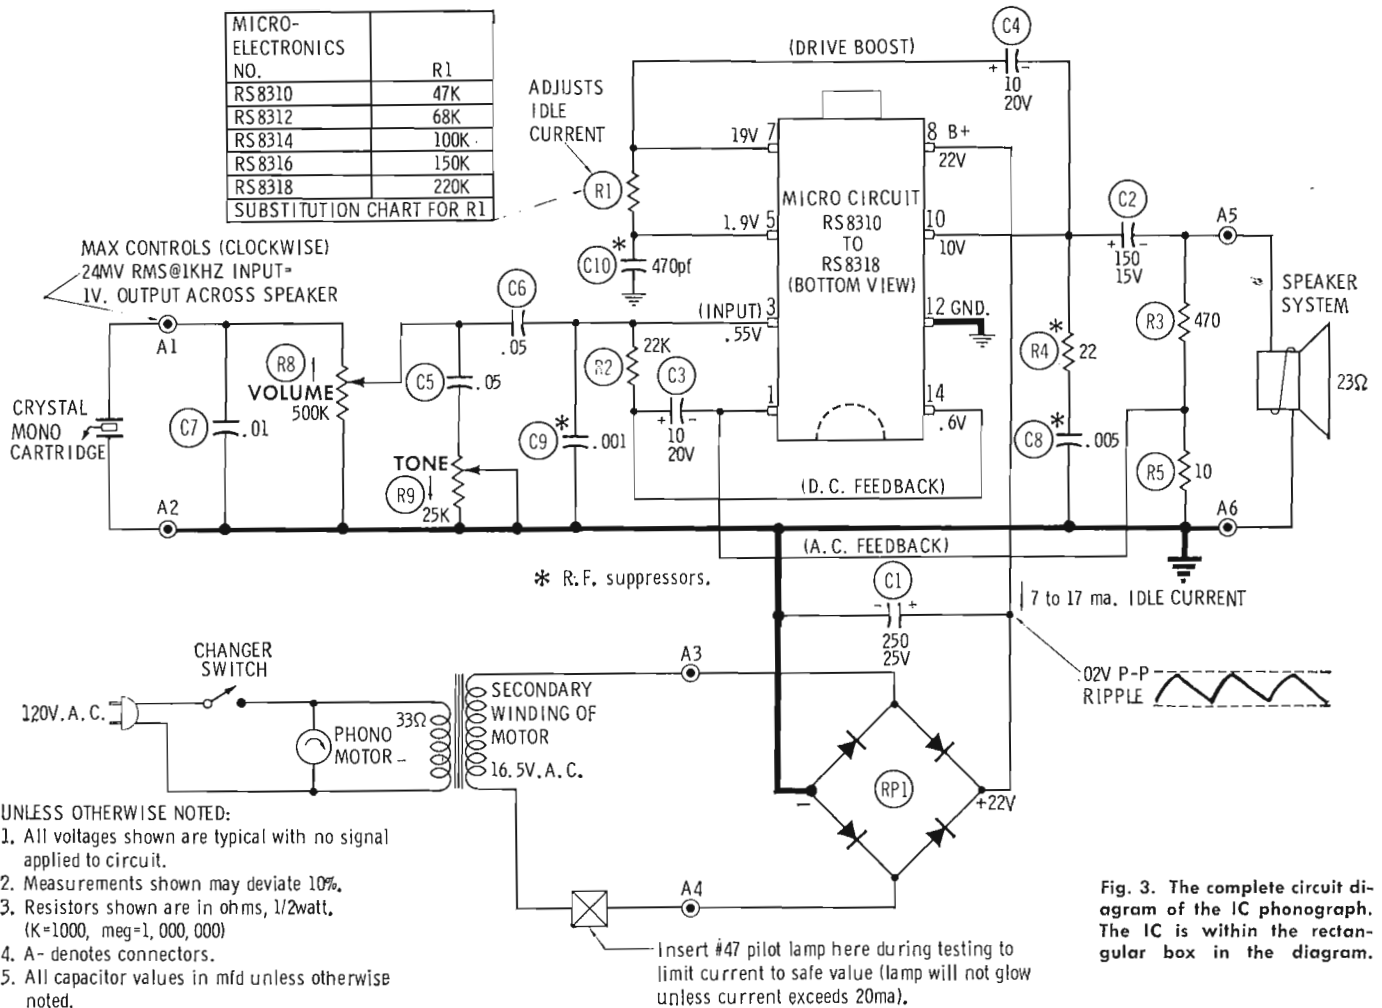 MICRO-
ELECTRONICS
NO. R1
RS8310 47K
RS8312 68K
RS8314 100K
RS8316 150K
RS8318 220K
SUBSTITUTION CHART FOR R1
ADJUSTS
IDLE
CURRENT
(DRIVE BOOST)
C4
+ -
10
20V
19V 7
8 B+
22V
R1
MICRO CIRCUIT
RS8310
TO
RS8318
(BOTTOM VIEW)
1.9V 5
10
10V
C2
+ -
150
15V
A5
*
C10
470pf
MAX CONTROLS (CLOCKWISE)
24MV RMS@1KHZ INPUT=
1V. OUTPUT ACROSS SPEAKER
C6
.05
(INPUT) 3
.55V
12 GND.
SPEAKER
SYSTEM
23Ω
A1
R8
VOLUME
500K
C5
.05
22K
R2
C3
+ -
10
20V
1
14
.6V
*
R4
22
R3
470
CRYSTAL
MONO
CARTRIDGE
C7
.01
*
C9
.001
*
C8
.005
TONE
R9
25K
R5
10
(D.C. FEEDBACK)
A2
A6
(A.C. FEEDBACK)
* R.F. suppressors.
C1
- +
250
25V
7 to 17 ma. IDLE CURRENT
.02V P-P
RIPPLE
CHANGER
SWITCH
A3
120V.A.C.
PHONO
MOTOR
33Ω
SECONDARY
WINDING OF
MOTOR
16.5V.A.C.
RP1
-
+22V
A4
Insert #47 pilot lamp here during testing to
limit current to safe value (lamp will not glow
unless current exceeds 20ma).
UNLESS OTHERWISE NOTED:
1. All voltages shown are typical with no signal
applied to circuit.
2. Measurements shown may deviate 10%.
3. Resistors shown are in ohms, 1/2watt.
(K=1000, meg=1,000,000)
4. A- denotes connectors.
5. All capacitor values in mfd unless otherwise
noted.
Fig. 3. The complete circuit di-
agram of the IC phonograph.
The IC is within the rectan-
gular box in the diagram.